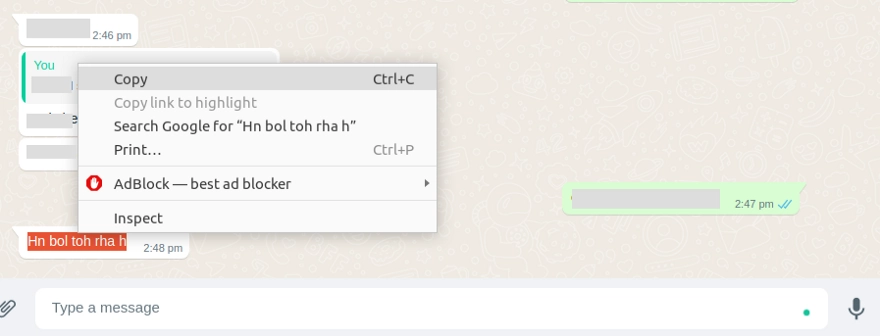 2:46 pm
You
Copy Ctrl+C
Copy link to highlight
Search Google for “Hn bol toh rha h”
Print… Ctrl+P
AdBlock — best ad blocker
2:47 pm
Inspect
Hn bol toh rha h 2:48 pm
Type a message